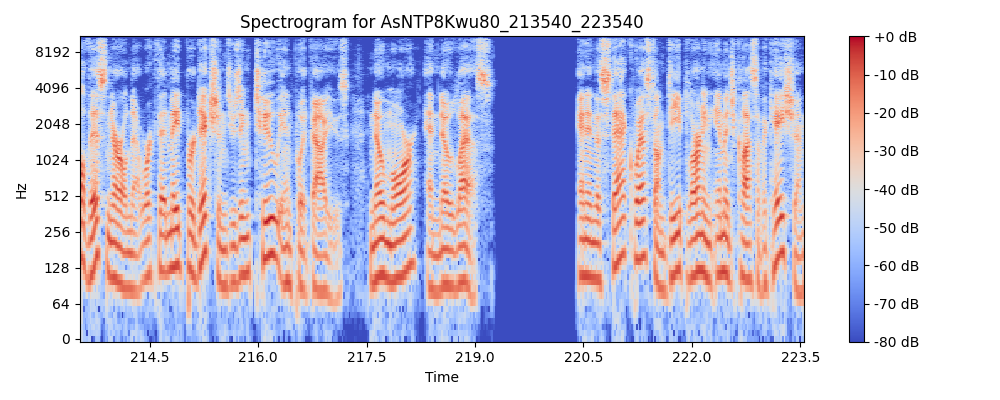 Spectrogram for AsNTP8Kwu80_213540_223540
8192
4096
2048
1024
512
256
128
64
0
Hz
214.5 216.0 217.5 219.0 220.5 222.0 223.5
Time
+0 dB
-10 dB
-20 dB
-30 dB
-40 dB
-50 dB
-60 dB
-70 dB
-80 dB